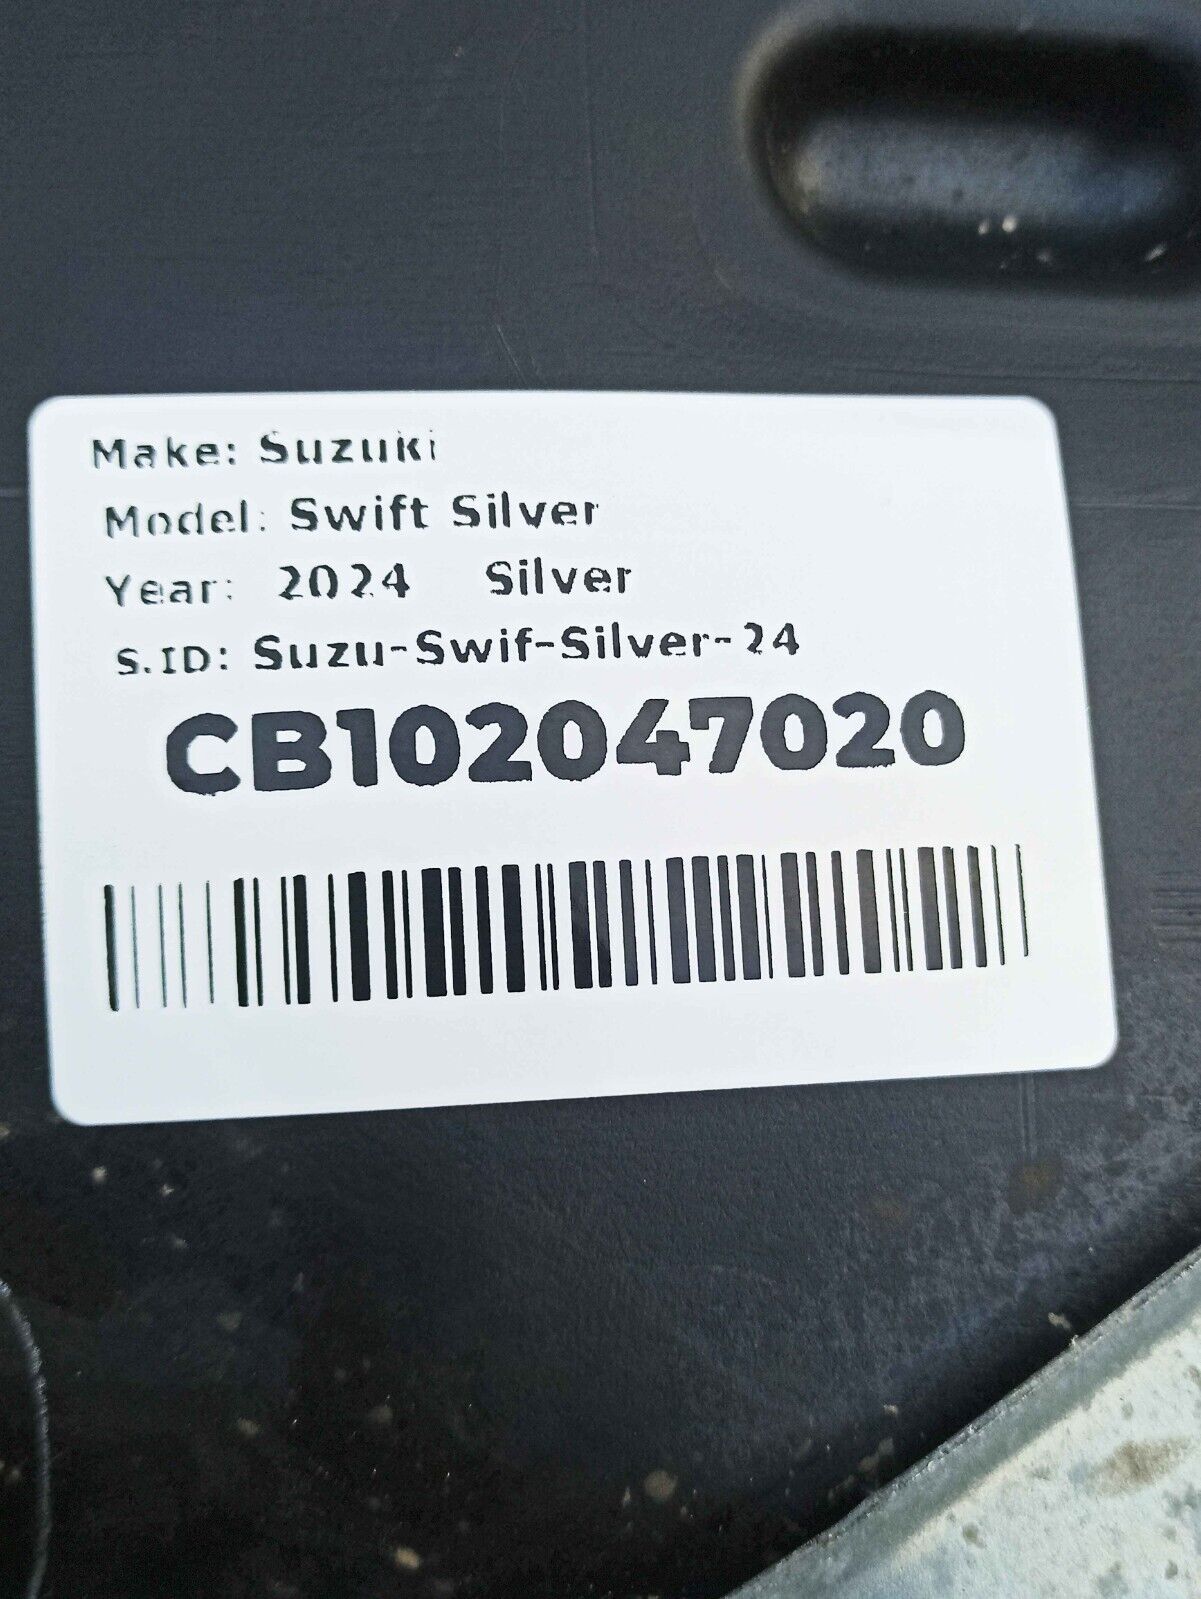 Make: Suzuki
Model: Swift Silver
Year: 2024 Silver
S.ID: Suzu-Swif-Silver-24
CB102047020